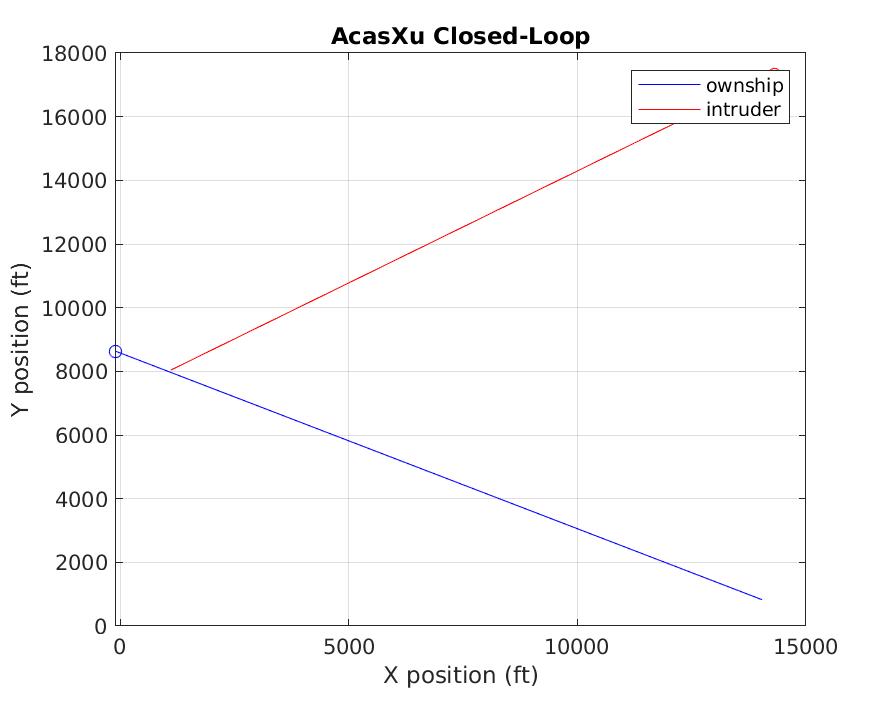 AcasXu Closed-Loop
18000
16000
14000
12000
10000
8000
6000
4000
2000
0
Y position (ft)
ownship
intruder
0
5000
10000
15000
X position (ft)